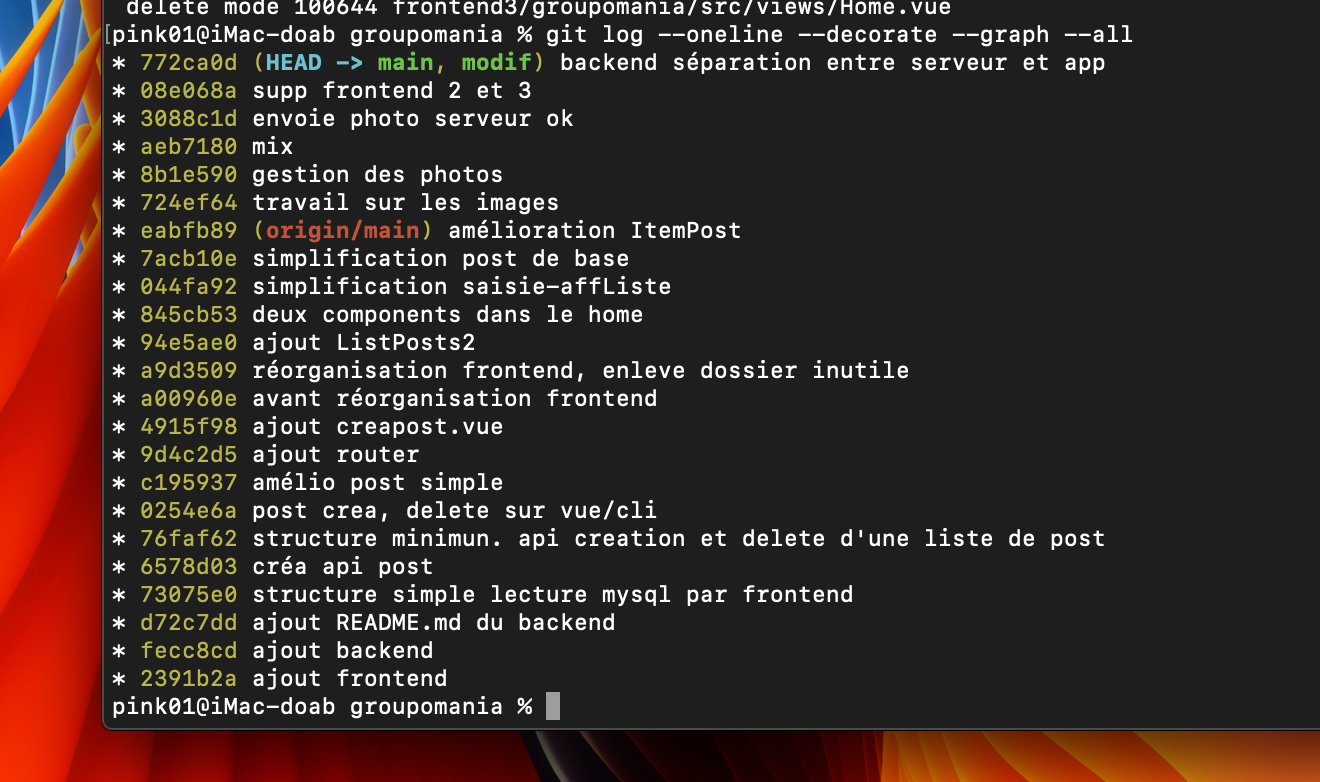 delete mode 100644 frontend3/groupomania/src/views/Home.vue
[pink01@iMac-doab groupomania % git log --oneline --decorate --graph --all
* 772ca0d (HEAD -> main, modif) backend séparation entre serveur et app
* 08e068a supp frontend 2 et 3
* 3088c1d envoie photo serveur ok
* aeb7180 mix
* 8b1e590 gestion des photos
* 724ef64 travail sur les images
* eabfb89 (origin/main) amélioration ItemPost
* 7acb10e simplification post de base
* 044fa92 simplification saisie-affListe
* 845cb53 deux components dans le home
* 94e5ae0 ajout ListPosts2
* a9d3509 réorganisation frontend, enleve dossier inutile
* a00960e avant réorganisation frontend
* 4915f98 ajout creapost.vue
* 9d4c2d5 ajout router
* c195937 amélio post simple
* 0254e6a post crea, delete sur vue/cli
* 76faf62 structure minimun. api creation et delete d'une liste de post
* 6578d03 créa api post
* 73075e0 structure simple lecture mysql par frontend
* d72c7dd ajout README.md du backend
* fecc8cd ajout backend
* 2391b2a ajout frontend
pink01@iMac-doab groupomania %